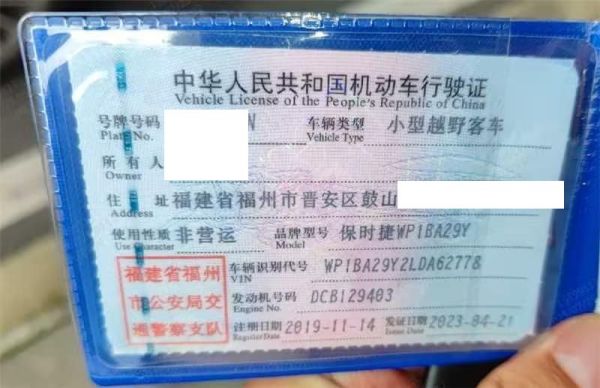 中华人民共和国机动车行驶证
Vehicle License of the People's Republic of China
号牌号码 N 车辆类型 小型越野客车
Plate No. Vehicle Type
所有人
Owner
住址 福建省福州市晋安区鼓山
Address
使用性质 非营运 品牌型号 保时捷WP1BA29Y
Use Character Model
福建省福州市公安局交通警察支队
车辆识别代号 WP1BA29Y2LDA62778
VIN
发动机号码 DCB129403
Engine No.
注册日期 2019-11-14 发证日期 2023-04-21
Register Date Issue Date